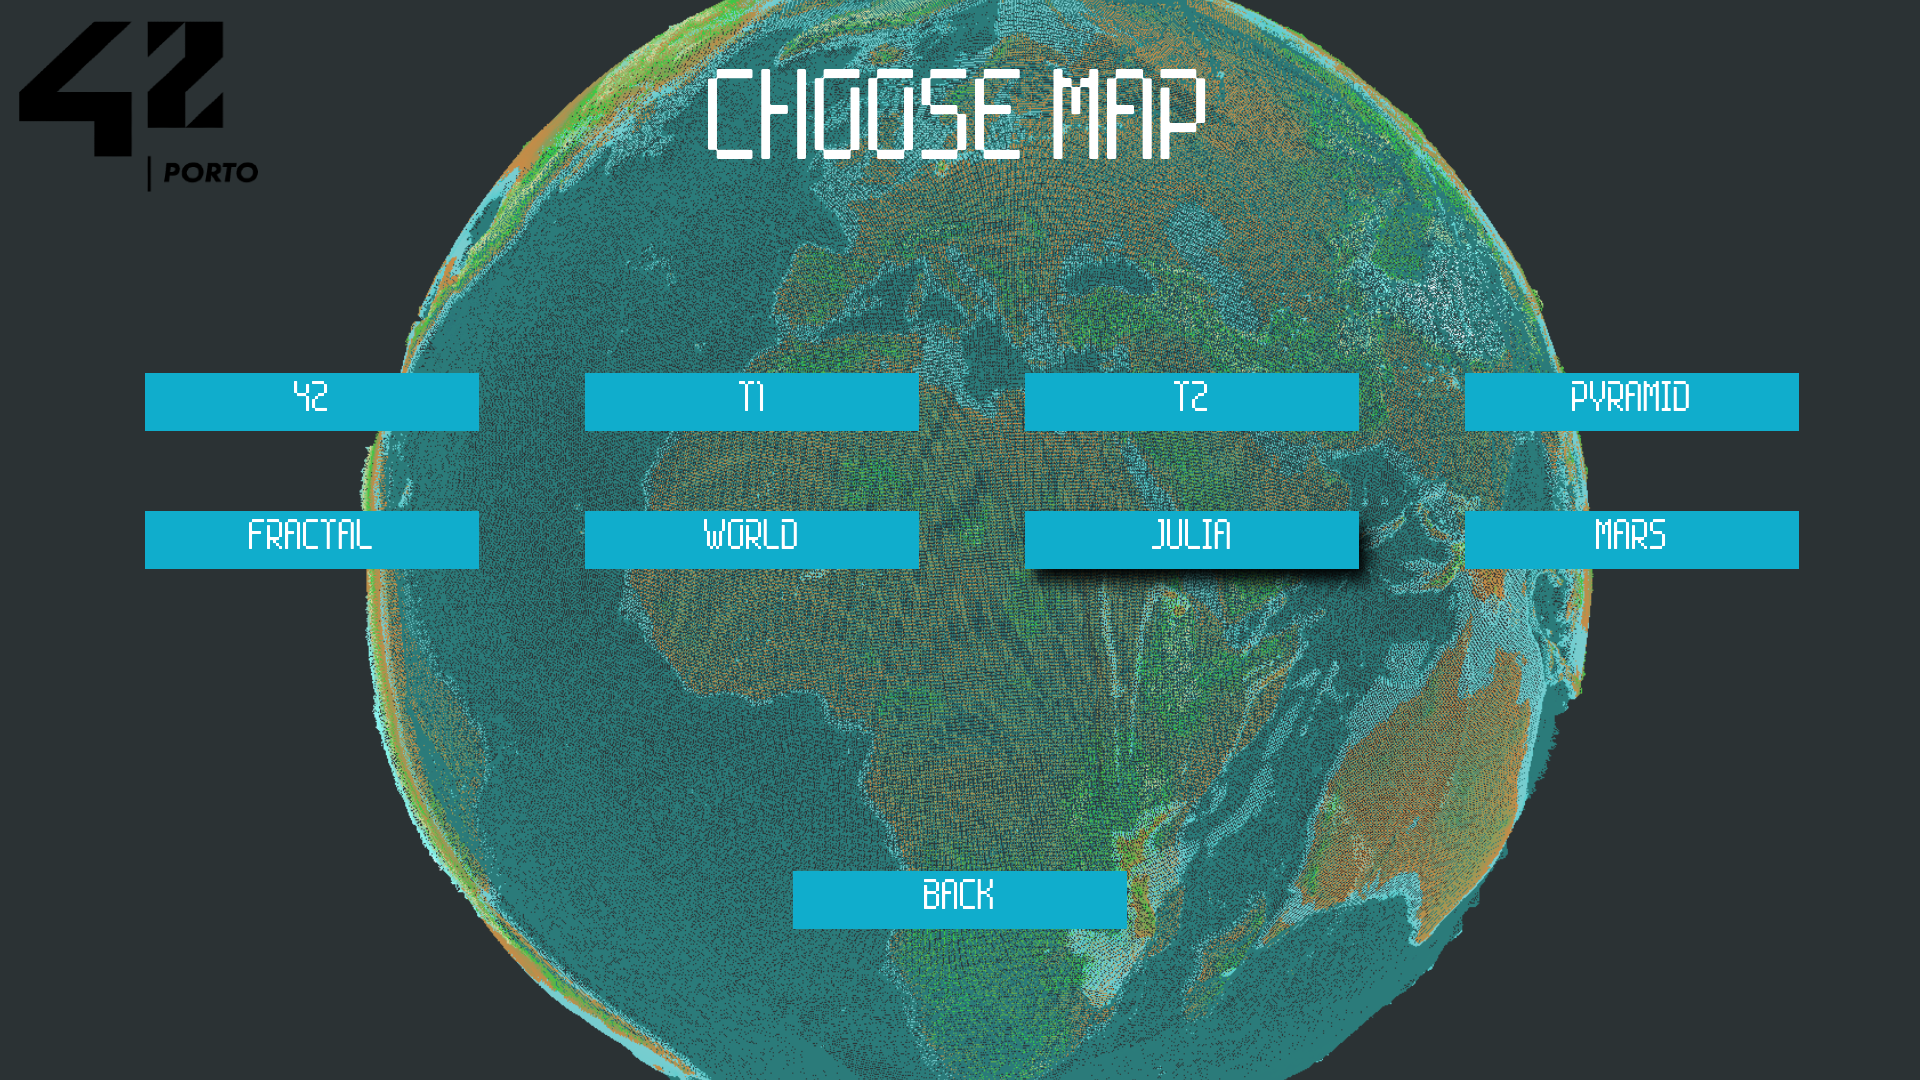 42
PORTO
CHOOSE MAP
42
T1
T2
PYRAMID
FRACTAL
WORLD
JULIA
MARS
BACK